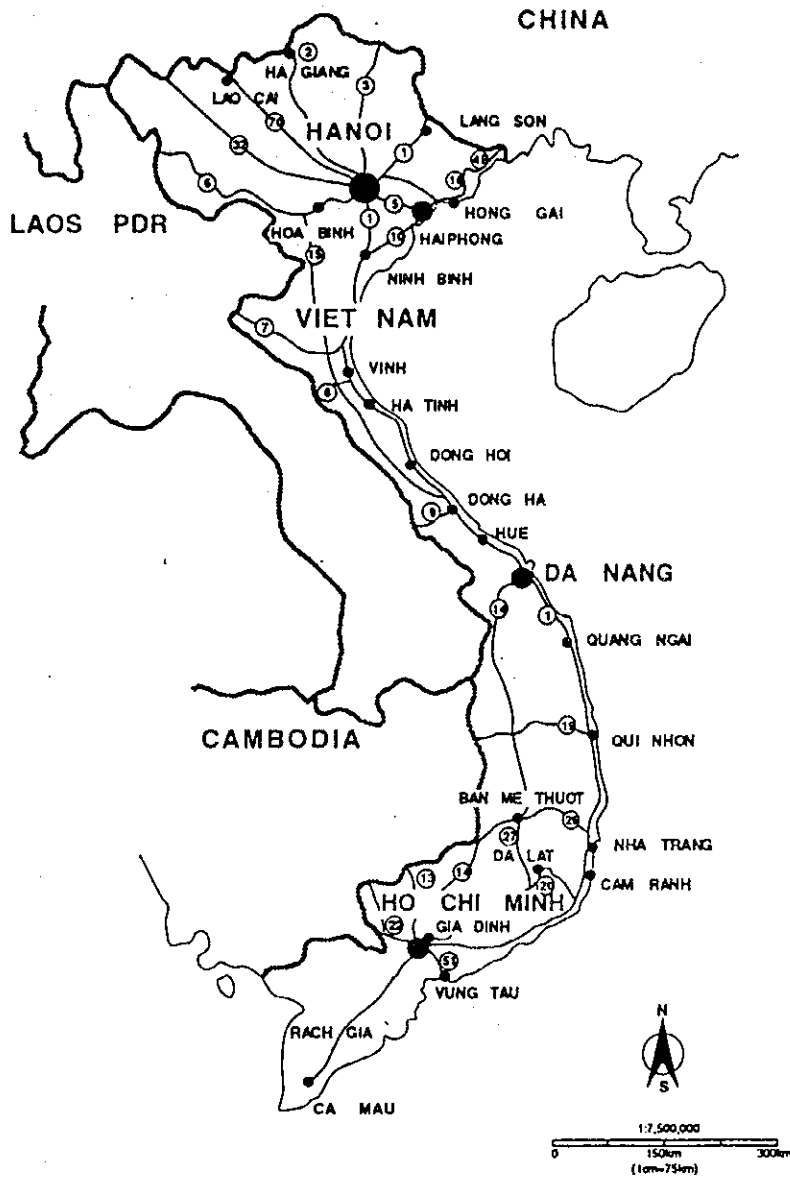 CHINA
2
HA GIANG
3
LAO CAI
70
LANG SON
HANOI
32
1
4B
18
6
5
1
HONG GAI
LAOS PDR
HOA BINH
10
HAIPHONG
15
NINH BINH
7
VIET NAM
VINH
8
HA TINH
DONG HOI
DONG HA
9
HUE
DA NANG
14
1
QUANG NGAI
CAMBODIA
19
QUI NHON
BAN ME THUOT
26
27
NHA TRANG
DA LAT
13
14
20
CAM RANH
HO CHI MINH
22
GIA DINH
51
VUNG TAU
RACH GIA
N
S
CA MAU
1:7,500,000
0 150km 300km
(1cm=75km)